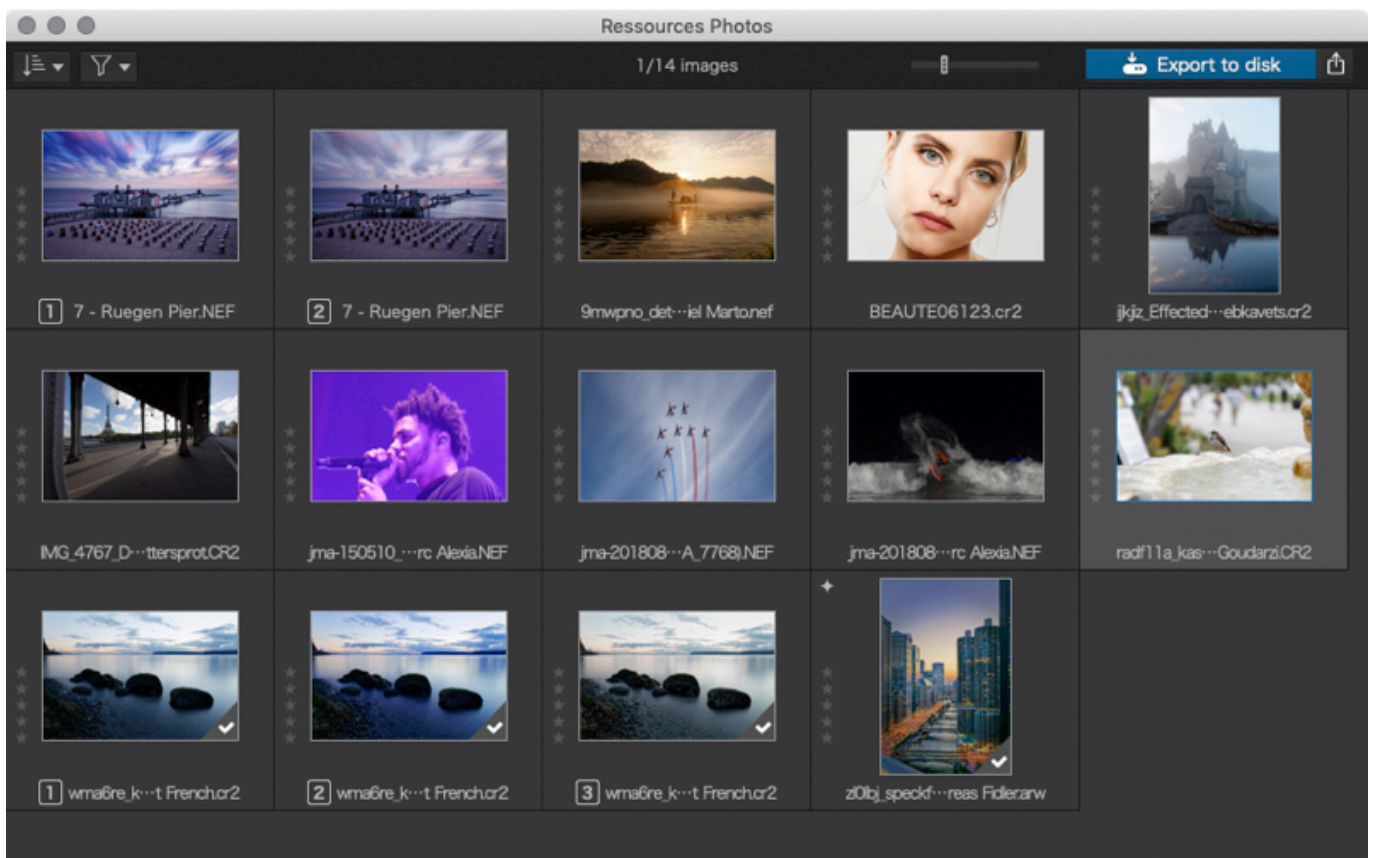 Ressources Photos
1/14 images
Export to disk
1 7 - Ruegen Pier.NEF
2 7 - Ruegen Pier.NEF
9mwpno_det···iel Marto.nef
BEAUTE06123.cr2
ijkjiz_Effected···ebkavets.cr2
IMG_4767_D···ttersprot.CR2
jma-150510_···rc Alexia.NEF
jma-201808···A_7768).NEF
jma-201808···rc Alexia.NEF
radf11a_kas···Goudarzi.CR2
1 wma6re_k···t French.cr2
2 wma6re_k···t French.cr2
3 wma6re_k···t French.cr2
zl0lbj_speckf···reas Fidler.arw